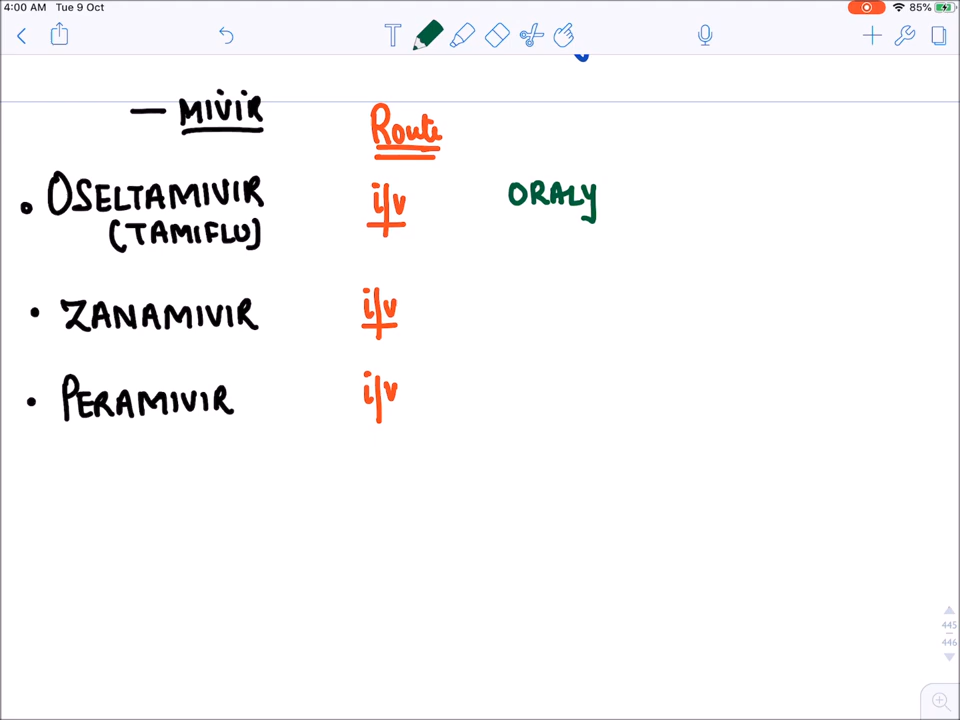 4:00 AM Tue 9 Oct 85%
T
— MIVIR Route
• OSELTAMIVIR i/v ORALY
(TAMIFLU)
• ZANAMIVIR i/v
• PERAMIVIR i/v
445
446